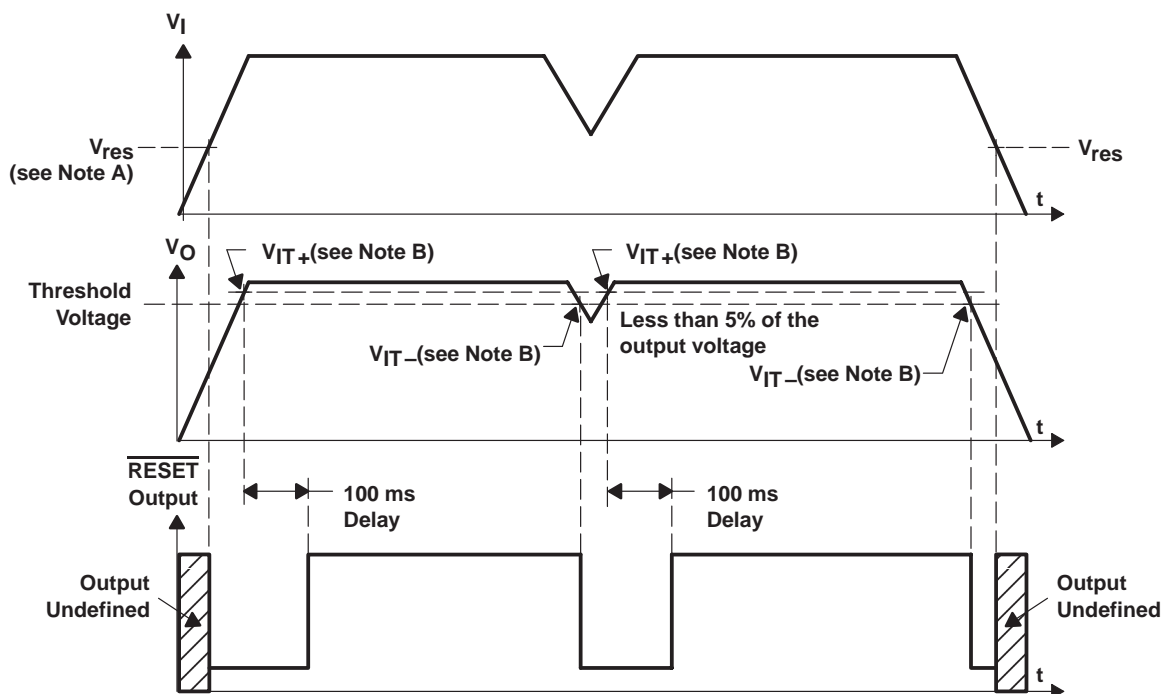 VI
Vres
(see Note A)
Vres
t
VO
VIT+(see Note B)
VIT+(see Note B)
Threshold
Voltage
Less than 5% of the
output voltage
VIT−(see Note B)
VIT−(see Note B)
t
RESET
Output
100 ms
Delay
100 ms
Delay
Output
Undefined
Output
Undefined
t